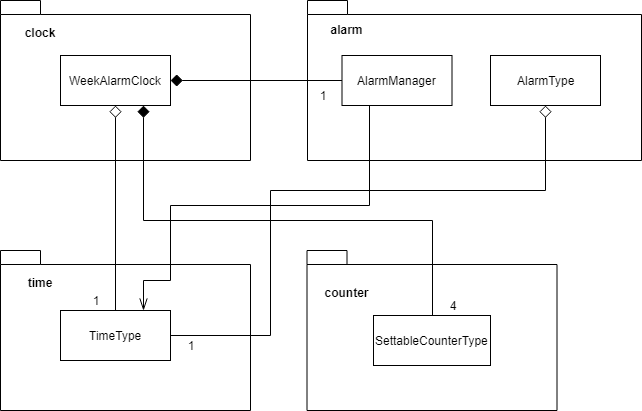 clock
alarm
WeekAlarmClock
AlarmManager
AlarmType
1
time
counter
1
4
TimeType
1
SettableCounterType